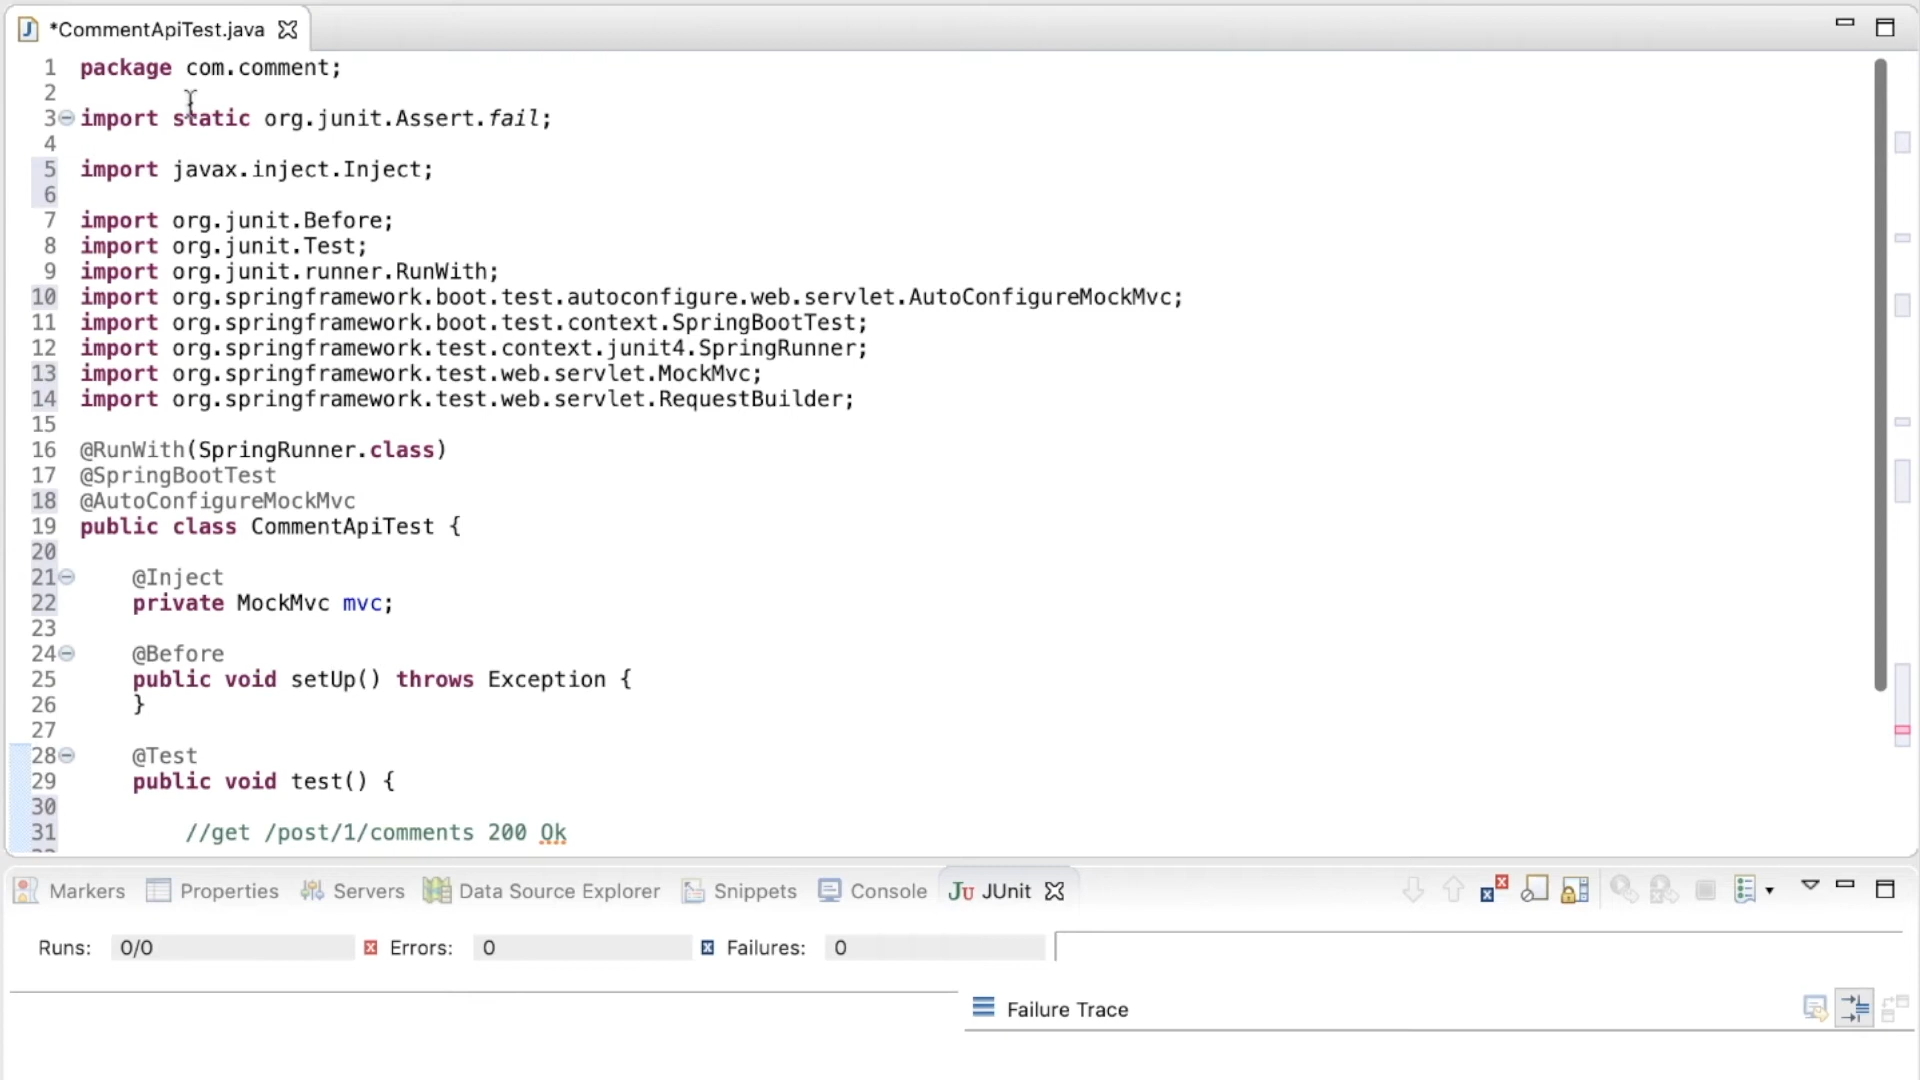 *CommentApiTest.java
1 package com.comment;
2
3 import static org.junit.Assert.fail;
4
5 import javax.inject.Inject;
6
7 import org.junit.Before;
8 import org.junit.Test;
9 import org.junit.runner.RunWith;
10 import org.springframework.boot.test.autoconfigure.web.servlet.AutoConfigureMockMvc;
11 import org.springframework.boot.test.context.SpringBootTest;
12 import org.springframework.test.context.junit4.SpringRunner;
13 import org.springframework.test.web.servlet.MockMvc;
14 import org.springframework.test.web.servlet.RequestBuilder;
15
16 @RunWith(SpringRunner.class)
17 @SpringBootTest
18 @AutoConfigureMockMvc
19 public class CommentApiTest {
20
21 @Inject
22 private MockMvc mvc;
23
24 @Before
25 public void setUp() throws Exception {
26 }
27
28 @Test
29 public void test() {
30
31 //get /post/1/comments 200 Ok
Markers Properties Servers Data Source Explorer Snippets Console JUnit
Runs: 0/0 Errors: 0 Failures: 0
Failure Trace